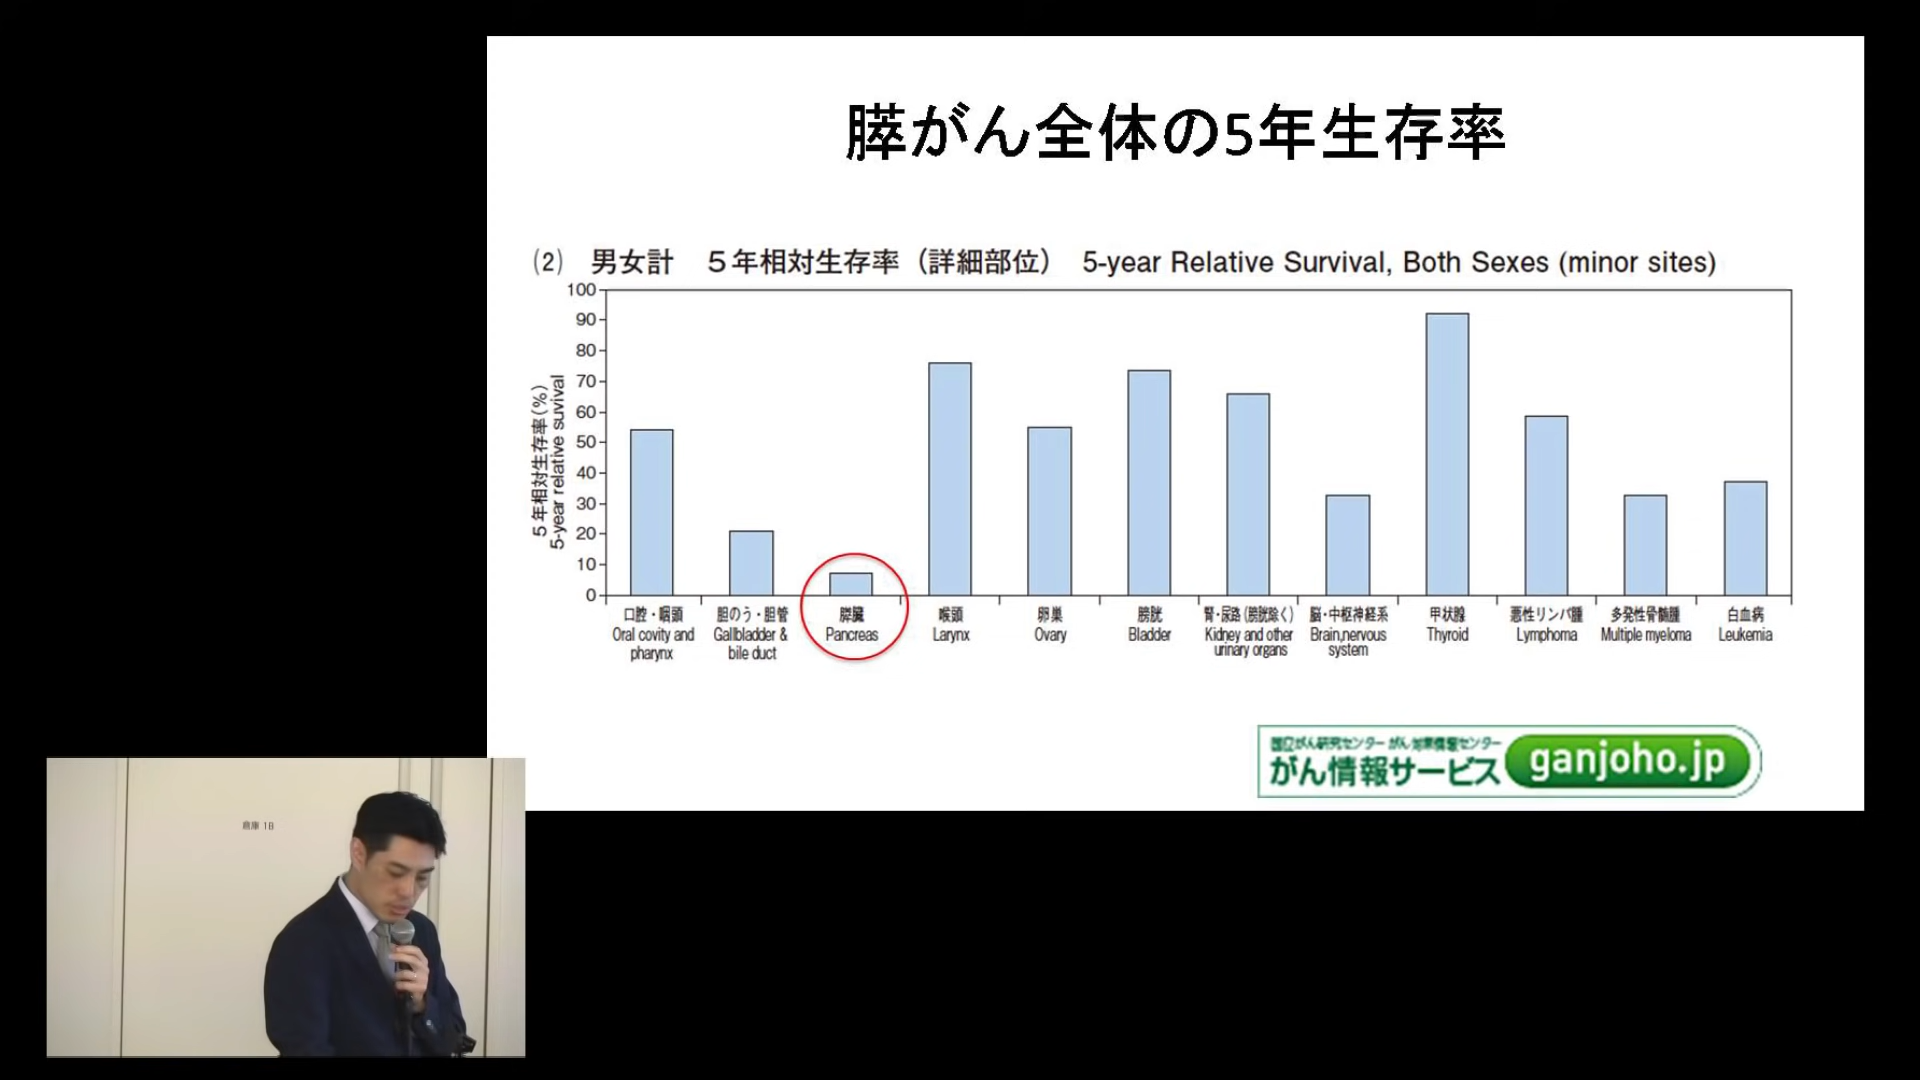 膵がん全体の5年生存率
(2) 男女計 5年相対生存率（詳細部位） 5-year Relative Survival, Both Sexes (minor sites)
5年相対生存率(%)
5-year relative suvival
100
90
80
70
60
50
40
30
20
10
0
口腔・咽頭
Oral covity and
pharynx
胆のう・胆管
Gallbladder &
bile duct
膵臓
Pancreas
喉頭
Larynx
卵巣
Ovary
膀胱
Bladder
腎・尿路(膀胱除く)
Kidney and other
urinary organs
脳・中枢神経系
Brain,nervous
system
甲状腺
Thyroid
悪性リンパ腫
Lymphoma
多発性骨髄腫
Multiple myeloma
白血病
Leukemia
国立がん研究センター がん対策情報センター
がん情報サービス
ganjoho.jp
倉庫 1B